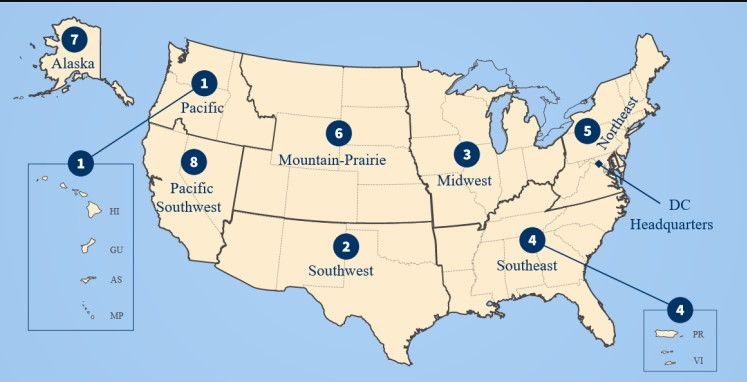 7
Alaska
1
Pacific
1
HI
GU
AS
MP
8
Pacific
Southwest
6
Mountain-Prairie
3
Midwest
5
Northeast
DC
Headquarters
2
Southwest
4
Southeast
4
PR
VI